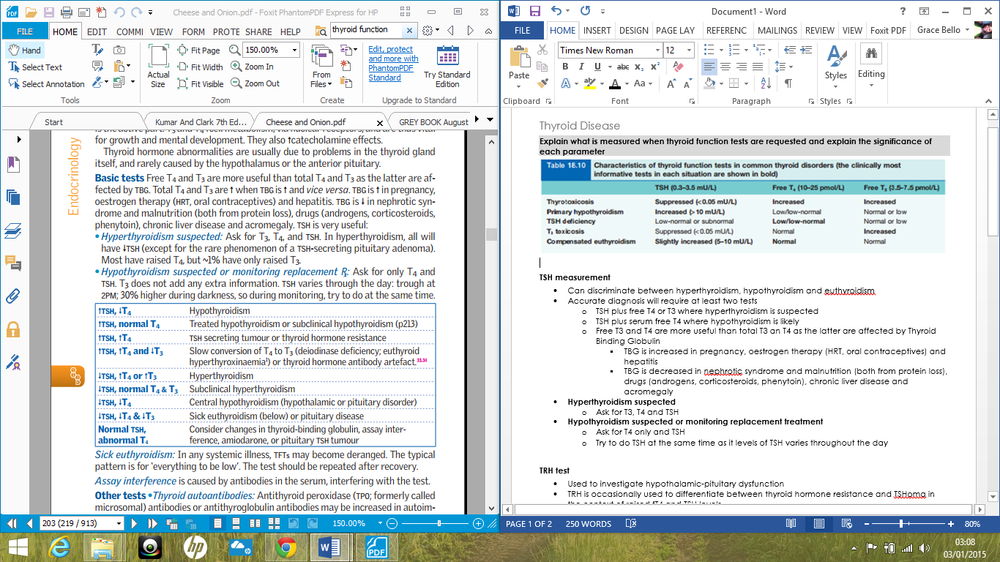 Cheese and Onion.pdf - Foxit PhantomPDF Express for HP
FILE HOME EDIT COMMI VIEW FORM PROTE SHARE HELP thyroid function
Hand
Select Text
Select Annotation
Tools
Actual Size
Fit Page
Fit Width
Fit Visible
150.00%
Zoom In
Zoom Out
Zoom
From Files
Create
Edit, protect
and more with
PhantomPDF
Standard
Try Standard
Edition
Upgrade to Standard
Start Kumar And Clark 7th Ed... Cheese and Onion.pdf GREY BOOK August
Endocrinology
for growth and mental development. They also ↑catecholamine effects.
Thyroid hormone abnormalities are usually due to problems in the thyroid gland
itself, and rarely caused by the hypothalamus or the anterior pituitary.
Basic tests Free T4 and T3 are more useful than total T4 and T3 as the latter are af-
fected by TBG. Total T4 and T3 are ↑ when TBG is ↑ and vice versa. TBG is ↑ in pregnancy,
oestrogen therapy (HRT, oral contraceptives) and hepatitis. TBG is ↓ in nephrotic syn-
drome and malnutrition (both from protein loss), drugs (androgens, corticosteroids,
phenytoin), chronic liver disease and acromegaly. TSH is very useful:
• Hyperthyroidism suspected: Ask for T3, T4, and TSH. In hyperthyroidism, all will
have ↓TSH (except for the rare phenomenon of a TSH-secreting pituitary adenoma).
Most have raised T4, but ~1% have only raised T3.
• Hypothyroidism suspected or monitoring replacement ℞: Ask for only T4 and
TSH. T3 does not add any extra information. TSH varies through the day: trough at
2PM; 30% higher during darkness, so during monitoring, try to do at the same time.
↑TSH, ↓T4 Hypothyroidism
↑TSH, normal T4 Treated hypothyroidism or subclinical hypothyroidism (p213)
↑TSH, ↑T4 TSH secreting tumour or thyroid hormone resistance
↑TSH, ↑T4 and ↓T3 Slow conversion of T4 to T3 (deiodinase deficiency; euthyroid
hyperthyroxinaemia¹) or thyroid hormone antibody artefact.33,34
↓TSH, ↑T4 or ↑T3 Hyperthyroidism
↓TSH, normal T4 & T3 Subclinical hyperthyroidism
↓TSH, ↓T4 Central hypothyroidism (hypothalamic or pituitary disorder)
↓TSH, ↓T4 & ↓T3 Sick euthyroidism (below) or pituitary disease
Normal TSH, Consider changes in thyroid-binding globulin, assay inter-
abnormal T4 ference, amiodarone, or pituitary TSH tumour
Sick euthyroidism: In any systemic illness, TFTs may become deranged. The typical
pattern is for 'everything to be low'. The test should be repeated after recovery.
Assay interference is caused by antibodies in the serum, interfering with the test.
Other tests • Thyroid autoantibodies: Antithyroid peroxidase (TPO; formerly called
microsomal) antibodies or antithyroglobulin antibodies may be increased in autoim-
203 (219 / 913) 150.00%
Document1 - Word
FILE HOME INSERT DESIGN PAGE LAY REFERENC MAILINGS REVIEW VIEW Foxit PDF Grace Bello
Paste
Clipboard
Times New Roman 12
Font
Paragraph
Styles
Styles
Editing
Thyroid Disease
Explain what is measured when thyroid function tests are requested and explain the significance of
each parameter
Table 18.10 Characteristics of thyroid function tests in common thyroid disorders (the clinically most
informative tests in each situation are shown in bold)
TSH (0.3–3.5 mU/L) Free T4 (10–25 pmol/L) Free T3 (3.5-7.5 pmol/L)
Thyrotoxicosis Suppressed (<0.05 mU/L) Increased Increased
Primary hypothyroidism Increased (>10 mU/L) Low/low-normal Normal or low
TSH deficiency Low-normal or subnormal Low/low-normal Normal or low
T3 toxicosis Suppressed (<0.05 mU/L) Normal Increased
Compensated euthyroidism Slightly increased (5–10 mU/L) Normal Normal
TSH measurement
• Can discriminate between hyperthyroidism, hypothyroidism and euthyroidism
• Accurate diagnosis will require at least two tests
o TSH plus free T4 or T3 where hyperthyroidism is suspected
o TSH plus serum free T4 where hypothyroidism is likely
o Free T3 and T4 are more useful than total T3 an T4 as the latter are affected by Thyroid
Binding Globulin
▪ TBG is increased in pregnancy, oestrogen therapy (HRT, oral contraceptives) and
hepatitis
▪ TBG is decreased in nephrotic syndrome and malnutrition (both from protein loss),
drugs (androgens, corticosteroids, phenytoin), chronic liver disease and
acromegaly
• Hyperthyroidism suspected
o Ask for T3, T4 and TSH
• Hypothyroidism suspected or monitoring replacement treatment
o Ask for T4 only and TSH
o Try to do TSH at the same time as it levels of TSH varies throughout the day
TRH test
• Used to investigate hypothalamic-pituitary dysfunction
• TRH is occasionally used to differentiate between thyroid hormone resistance and TSHoma in
PAGE 1 OF 2 250 WORDS 80%
03:08
03/01/2015